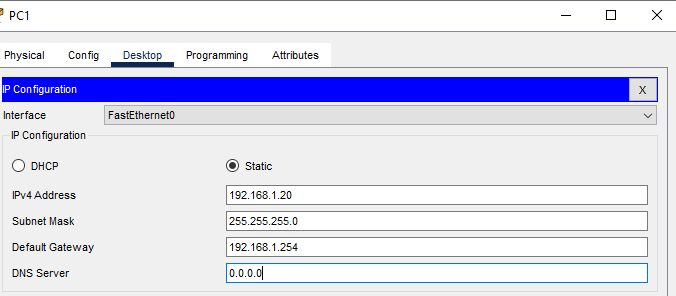 PC1
Physical Config Desktop Programming Attributes
IP Configuration X
Interface FastEthernet0
IP Configuration
DHCP Static
IPv4 Address 192.168.1.20
Subnet Mask 255.255.255.0
Default Gateway 192.168.1.254
DNS Server 0.0.0.0